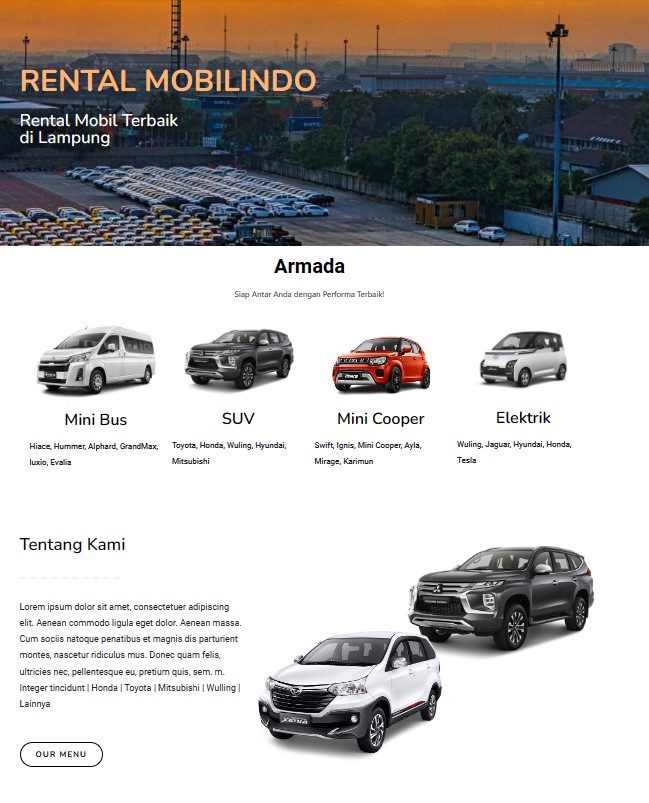 RENTAL MOBILINDO
Rental Mobil Terbaik
di Lampung
Armada
Siap Antar Anda dengan Performa Terbaik!
Mini Bus
SUV
Mini Cooper
Elektrik
Hiace, Hummer, Alphard, GrandMax,
luxio, Evalia
Toyota, Honda, Wuling, Hyundai,
Mitsubishi
Swift, Ignis, Mini Cooper, Ayla,
Mirage, Karimun
Wuling, Jaguar, Hyundai, Honda,
Tesla
Tentang Kami
Lorem ipsum dolor sit amet, consectetuer adipiscing
elit. Aenean commodo ligula eget dolor. Aenean massa.
Cum sociis natoque penatibus et magnis dis parturient
montes, nascetur ridiculus mus. Donec quam felis,
ultricies nec, pellentesque eu, pretium quis, sem. m.
Integer tincidunt | Honda | Toyota | Mitsubishi | Wulling |
Lainnya
Xenia
OUR MENU